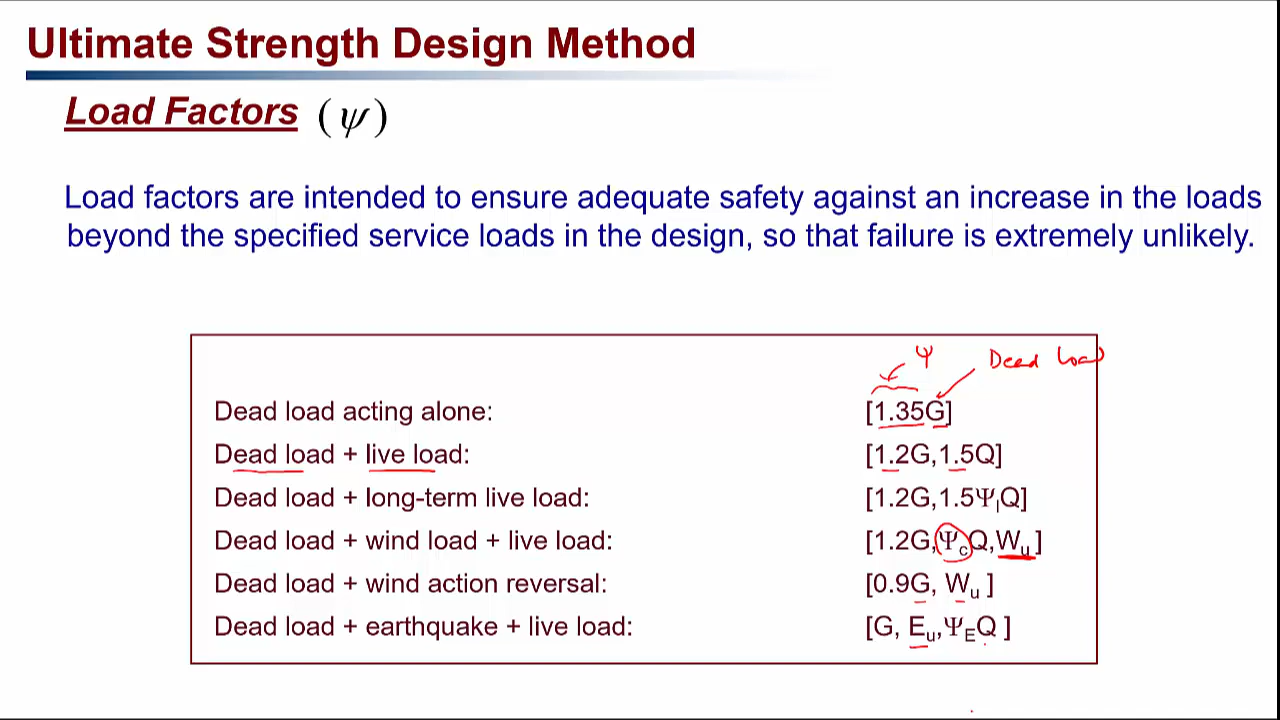 Ultimate Strength Design Method
Load Factors (ψ)
Load factors are intended to ensure adequate safety against an increase in the loads
beyond the specified service loads in the design, so that failure is extremely unlikely.
Ψ Dead load
Dead load acting alone: [1.35G]
Dead load + live load: [1.2G,1.5Q]
Dead load + long-term live load: [1.2G,1.5ΨlQ]
Dead load + wind load + live load: [1.2G,ΨcQ,Wu]
Dead load + wind action reversal: [0.9G, Wu ]
Dead load + earthquake + live load: [G, Eu,ΨEQ ]